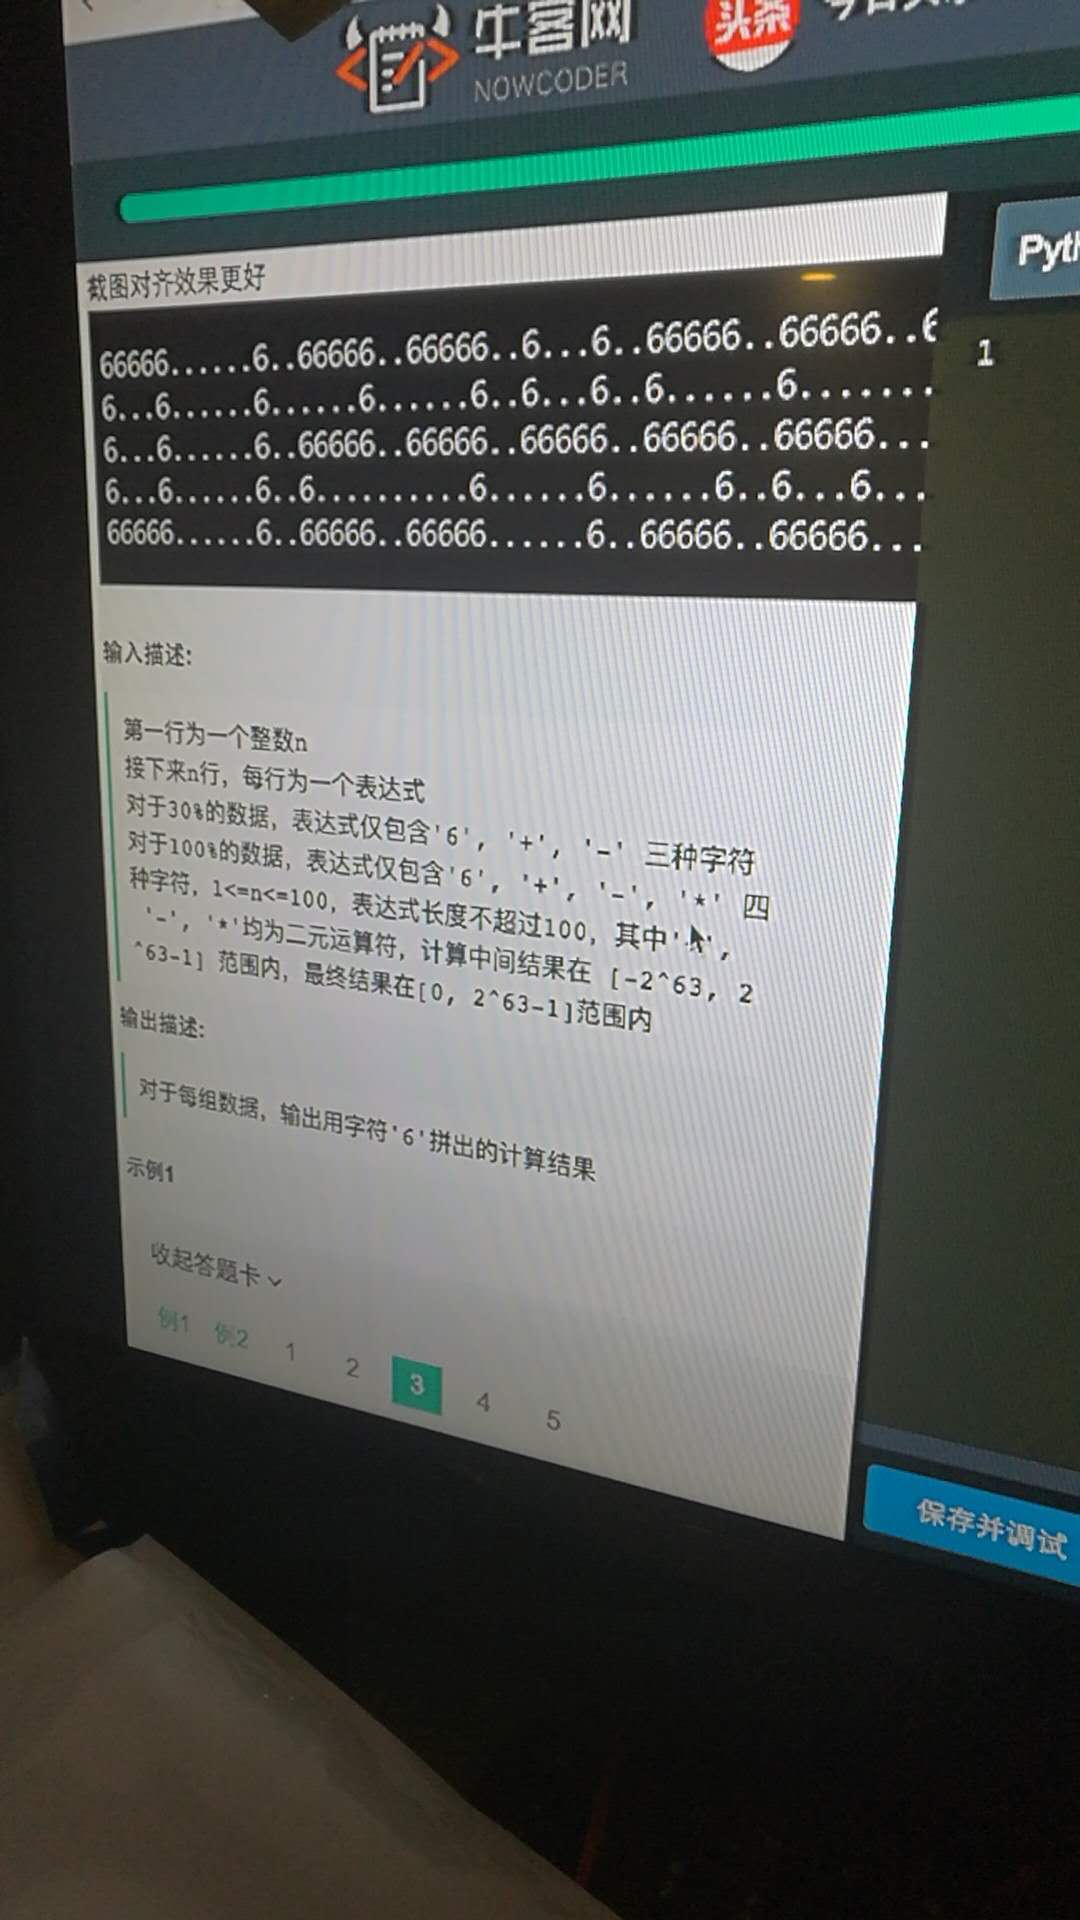 牛客网
NOWCODER
头条
截图对齐效果更好
66666......6..66666..66666..6...6..66666..66666..6
6...6......6......6......6..6...6..6......6.......
6...6......6..66666..66666..66666..66666..66666...
6...6......6..6..........6......6......6..6...6...
66666......6..66666..66666......6..66666..66666...
Pyth
1
输入描述:
第一行为一个整数n
接下来n行，每行为一个表达式
对于30%的数据，表达式仅包含'6', '+', '-' 三种字符
对于100%的数据，表达式仅包含'6', '+', '-', '*' 四
种字符，1<=n<=100，表达式长度不超过100，其中' ',
'-', '*'均为二元运算符，计算中间结果在 [-2^63, 2
^63-1] 范围内，最终结果在[0, 2^63-1]范围内
输出描述:
对于每组数据，输出用字符'6'拼出的计算结果
示例1
收起答题卡
例1 例2 1 2 3 4 5
保存并调试